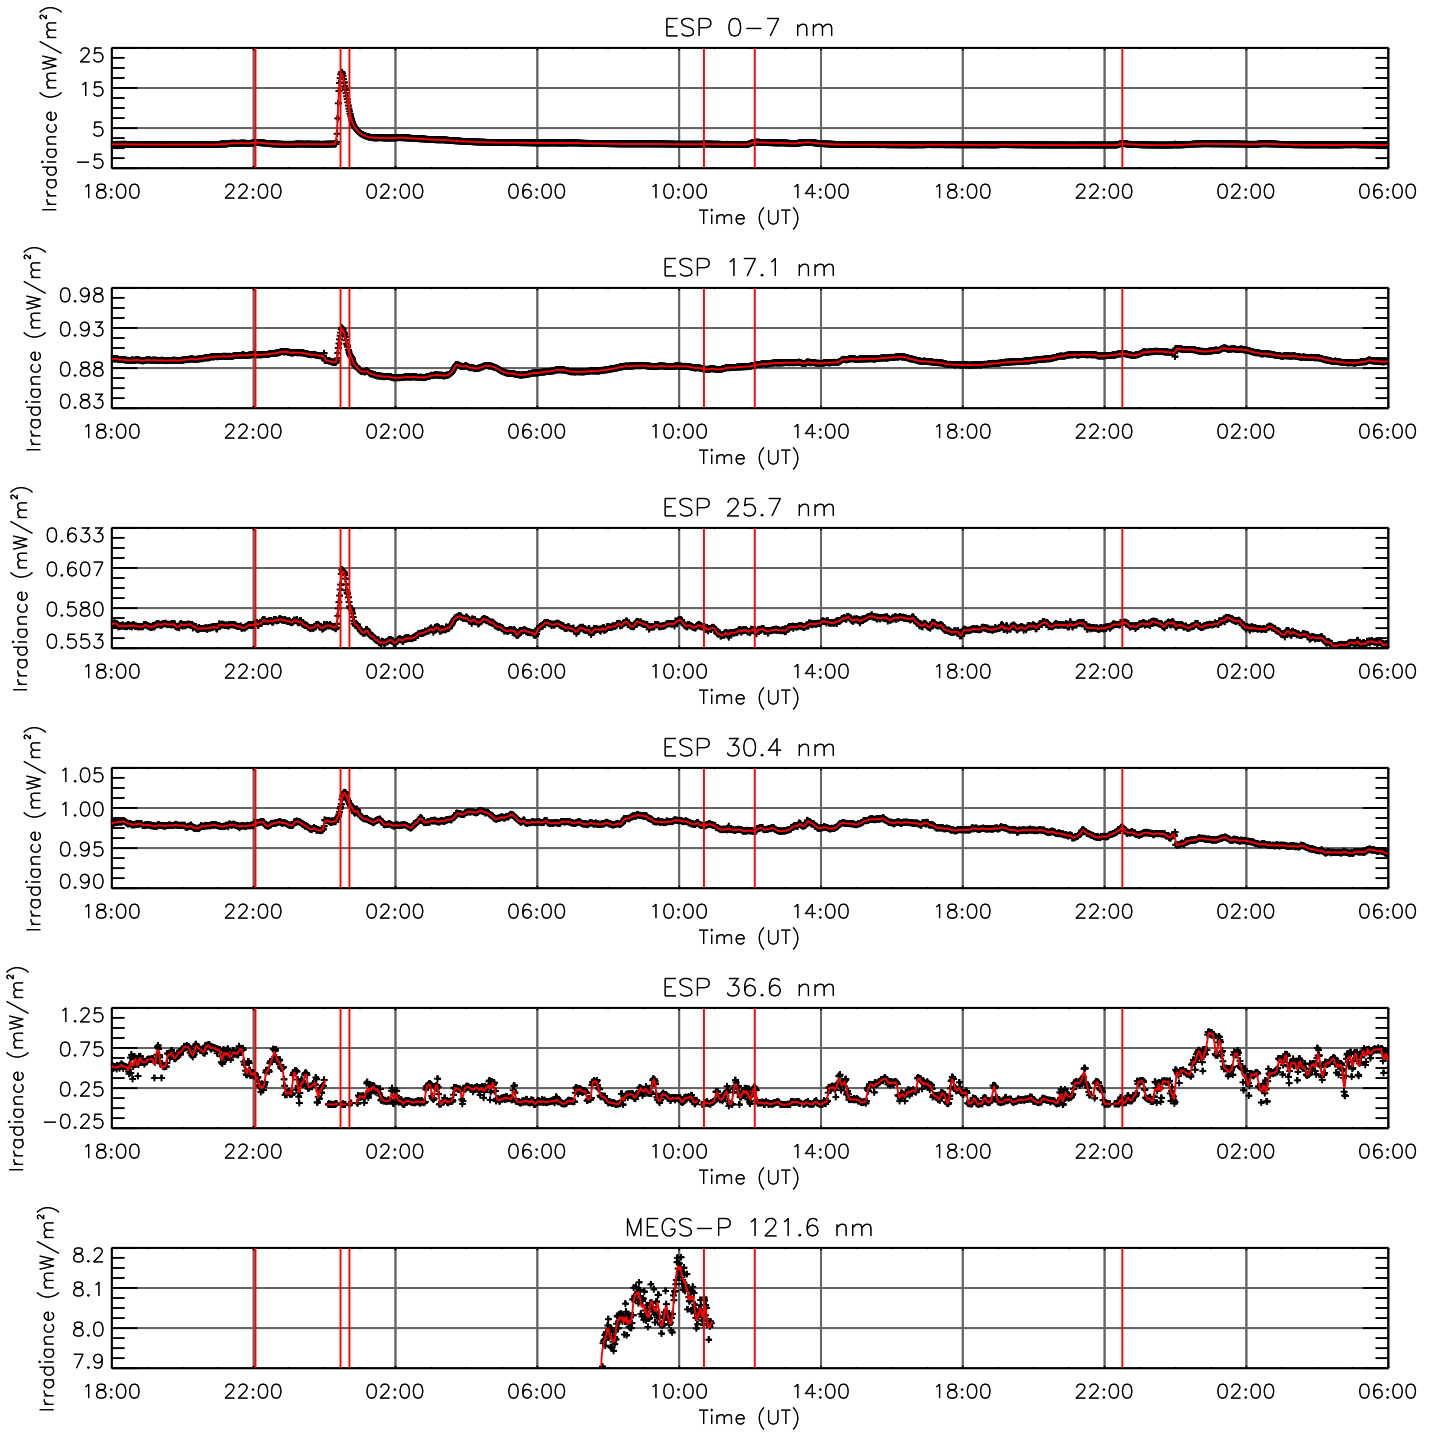 ESP 0-7 nm
Irradiance (mW/m²)
25
15
5
-5
18:00 22:00 02:00 06:00 10:00 14:00 18:00 22:00 02:00 06:00
Time (UT)
ESP 17.1 nm
Irradiance (mW/m²)
0.98
0.93
0.88
0.83
18:00 22:00 02:00 06:00 10:00 14:00 18:00 22:00 02:00 06:00
Time (UT)
ESP 25.7 nm
Irradiance (mW/m²)
0.633
0.607
0.580
0.553
18:00 22:00 02:00 06:00 10:00 14:00 18:00 22:00 02:00 06:00
Time (UT)
ESP 30.4 nm
Irradiance (mW/m²)
1.05
1.00
0.95
0.90
18:00 22:00 02:00 06:00 10:00 14:00 18:00 22:00 02:00 06:00
Time (UT)
ESP 36.6 nm
Irradiance (mW/m²)
1.25
0.75
0.25
-0.25
18:00 22:00 02:00 06:00 10:00 14:00 18:00 22:00 02:00 06:00
Time (UT)
MEGS-P 121.6 nm
Irradiance (mW/m²)
8.2
8.1
8.0
7.9
18:00 22:00 02:00 06:00 10:00 14:00 18:00 22:00 02:00 06:00
Time (UT)